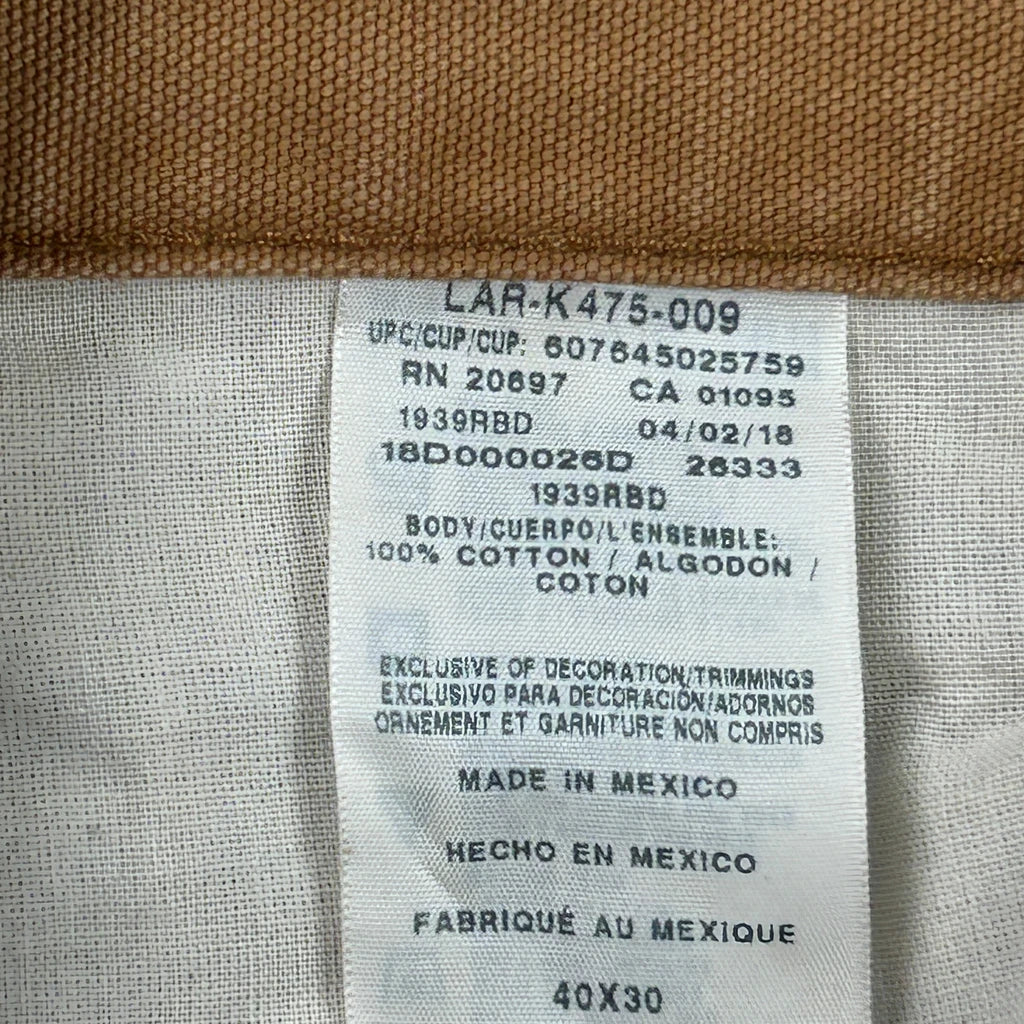 LAR-K475-009
UPC/CUP/CUP: 607645025759
RN 20697 CA 01095
1939RBD 04/02/18
18D000026D 26333
1939RBD
BODY/CUERPO/L'ENSEMBLE:
100% COTTON / ALGODON /
COTON
EXCLUSIVE OF DECORATION/TRIMMINGS
EXCLUSIVO PARA DECORACIÓN/ADORNOS
ORNEMENT ET GARNITURE NON COMPRIS
MADE IN MEXICO
HECHO EN MEXICO
FABRIQUÉ AU MEXIQUE
40X30